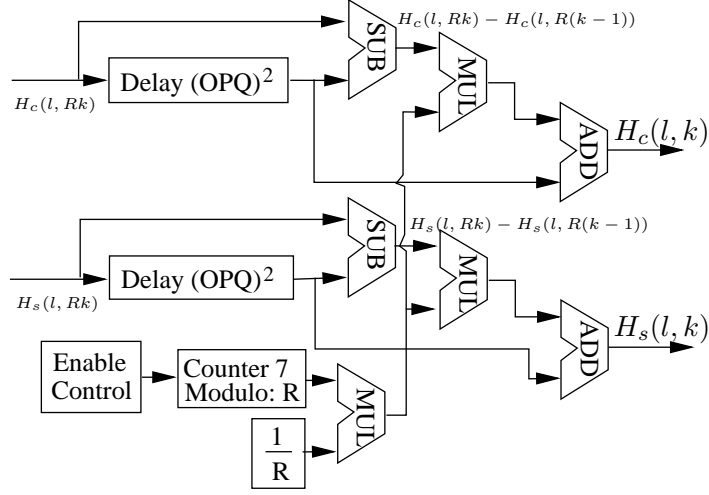 H_c(l, Rk) − H_c(l, R(k−1))
SUB
MUL
Delay (OPQ)²
H_c(l, Rk)
ADD
H_c(l, k)
H_s(l, Rk) − H_s(l, R(k−1))
SUB
MUL
Delay (OPQ)²
H_s(l, Rk)
ADD
H_s(l, k)
Enable
Control
Counter 7
Modulo: R
MUL
1
R